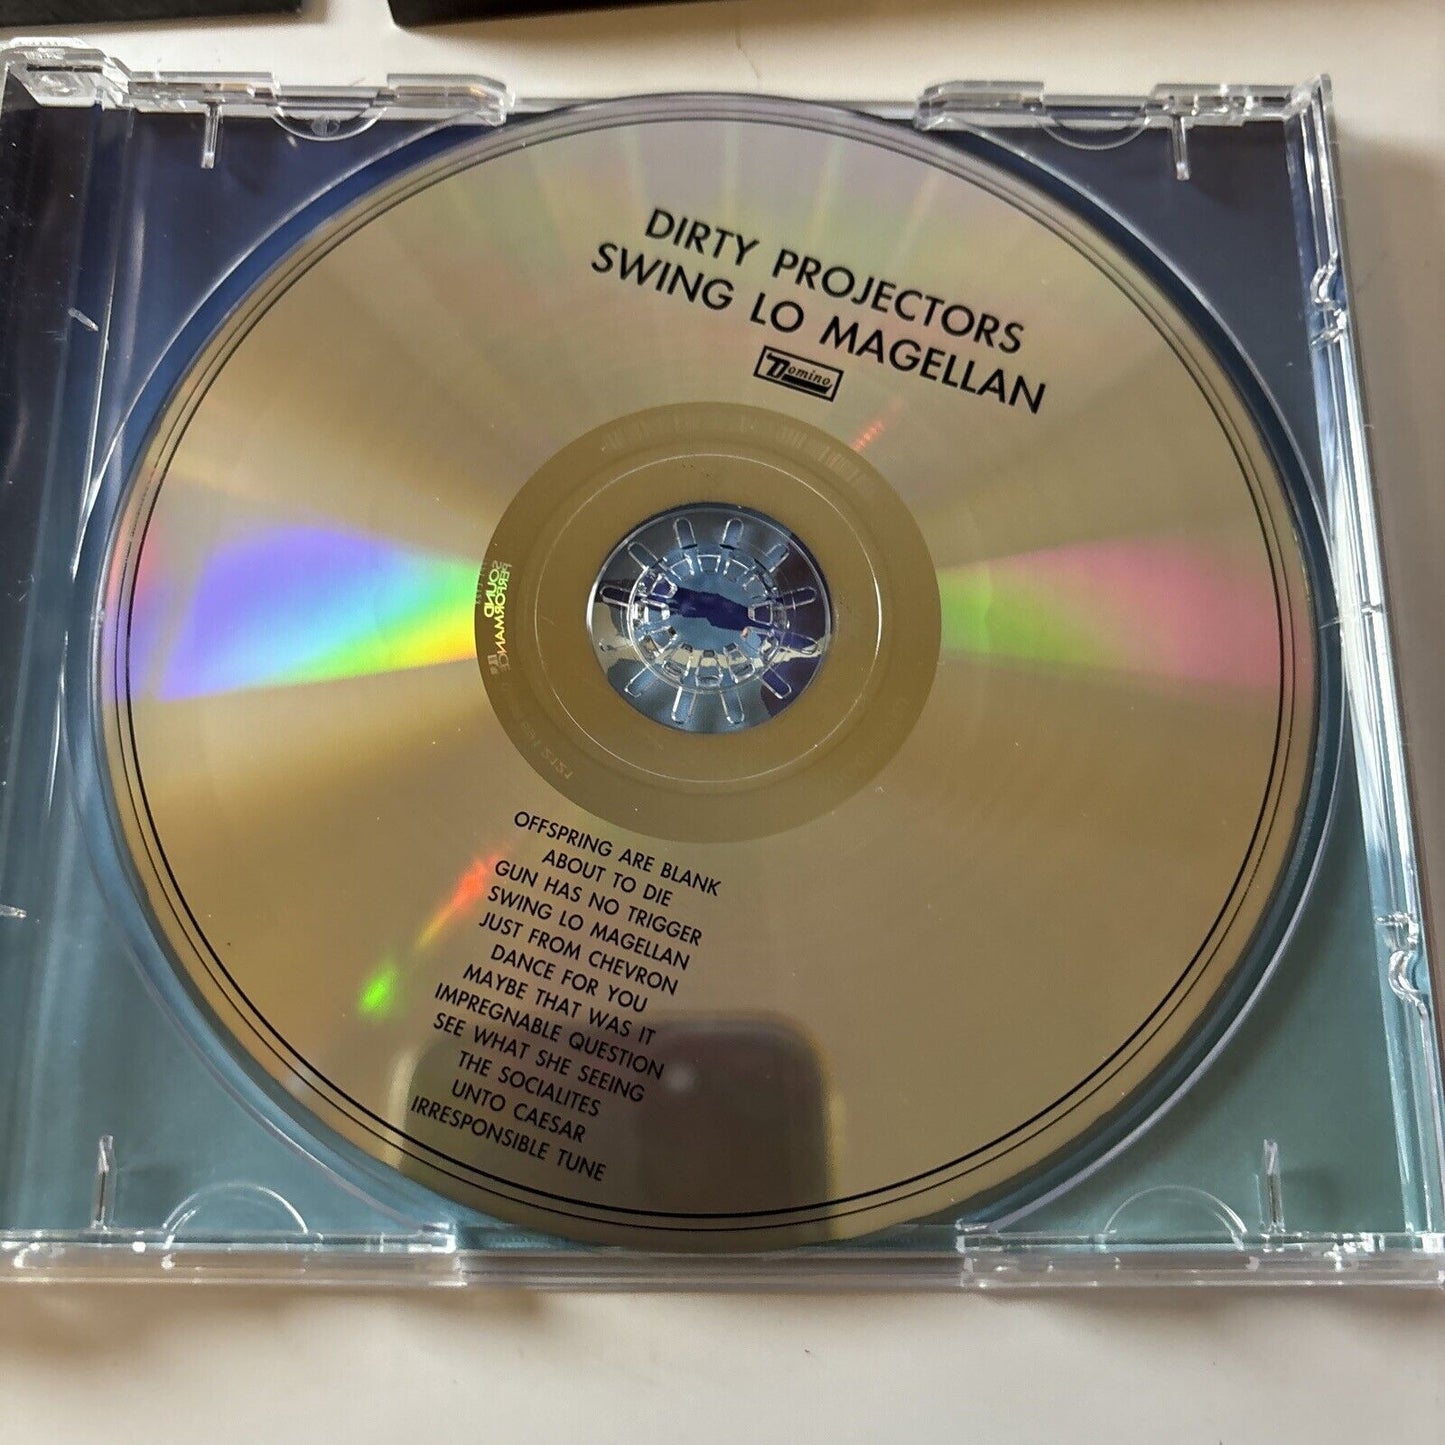 DIRTY PROJECTORS
SWING LO MAGELLAN
Domino
SOUND
PERFORMANCE
OFFSPRING ARE BLANK
ABOUT TO DIE
GUN HAS NO TRIGGER
SWING LO MAGELLAN
JUST FROM CHEVRON
DANCE FOR YOU
MAYBE THAT WAS IT
IMPREGNABLE QUESTION
SEE WHAT SHE SEEING
THE SOCIALITES
UNTO CAESAR
IRRESPONSIBLE TUNE